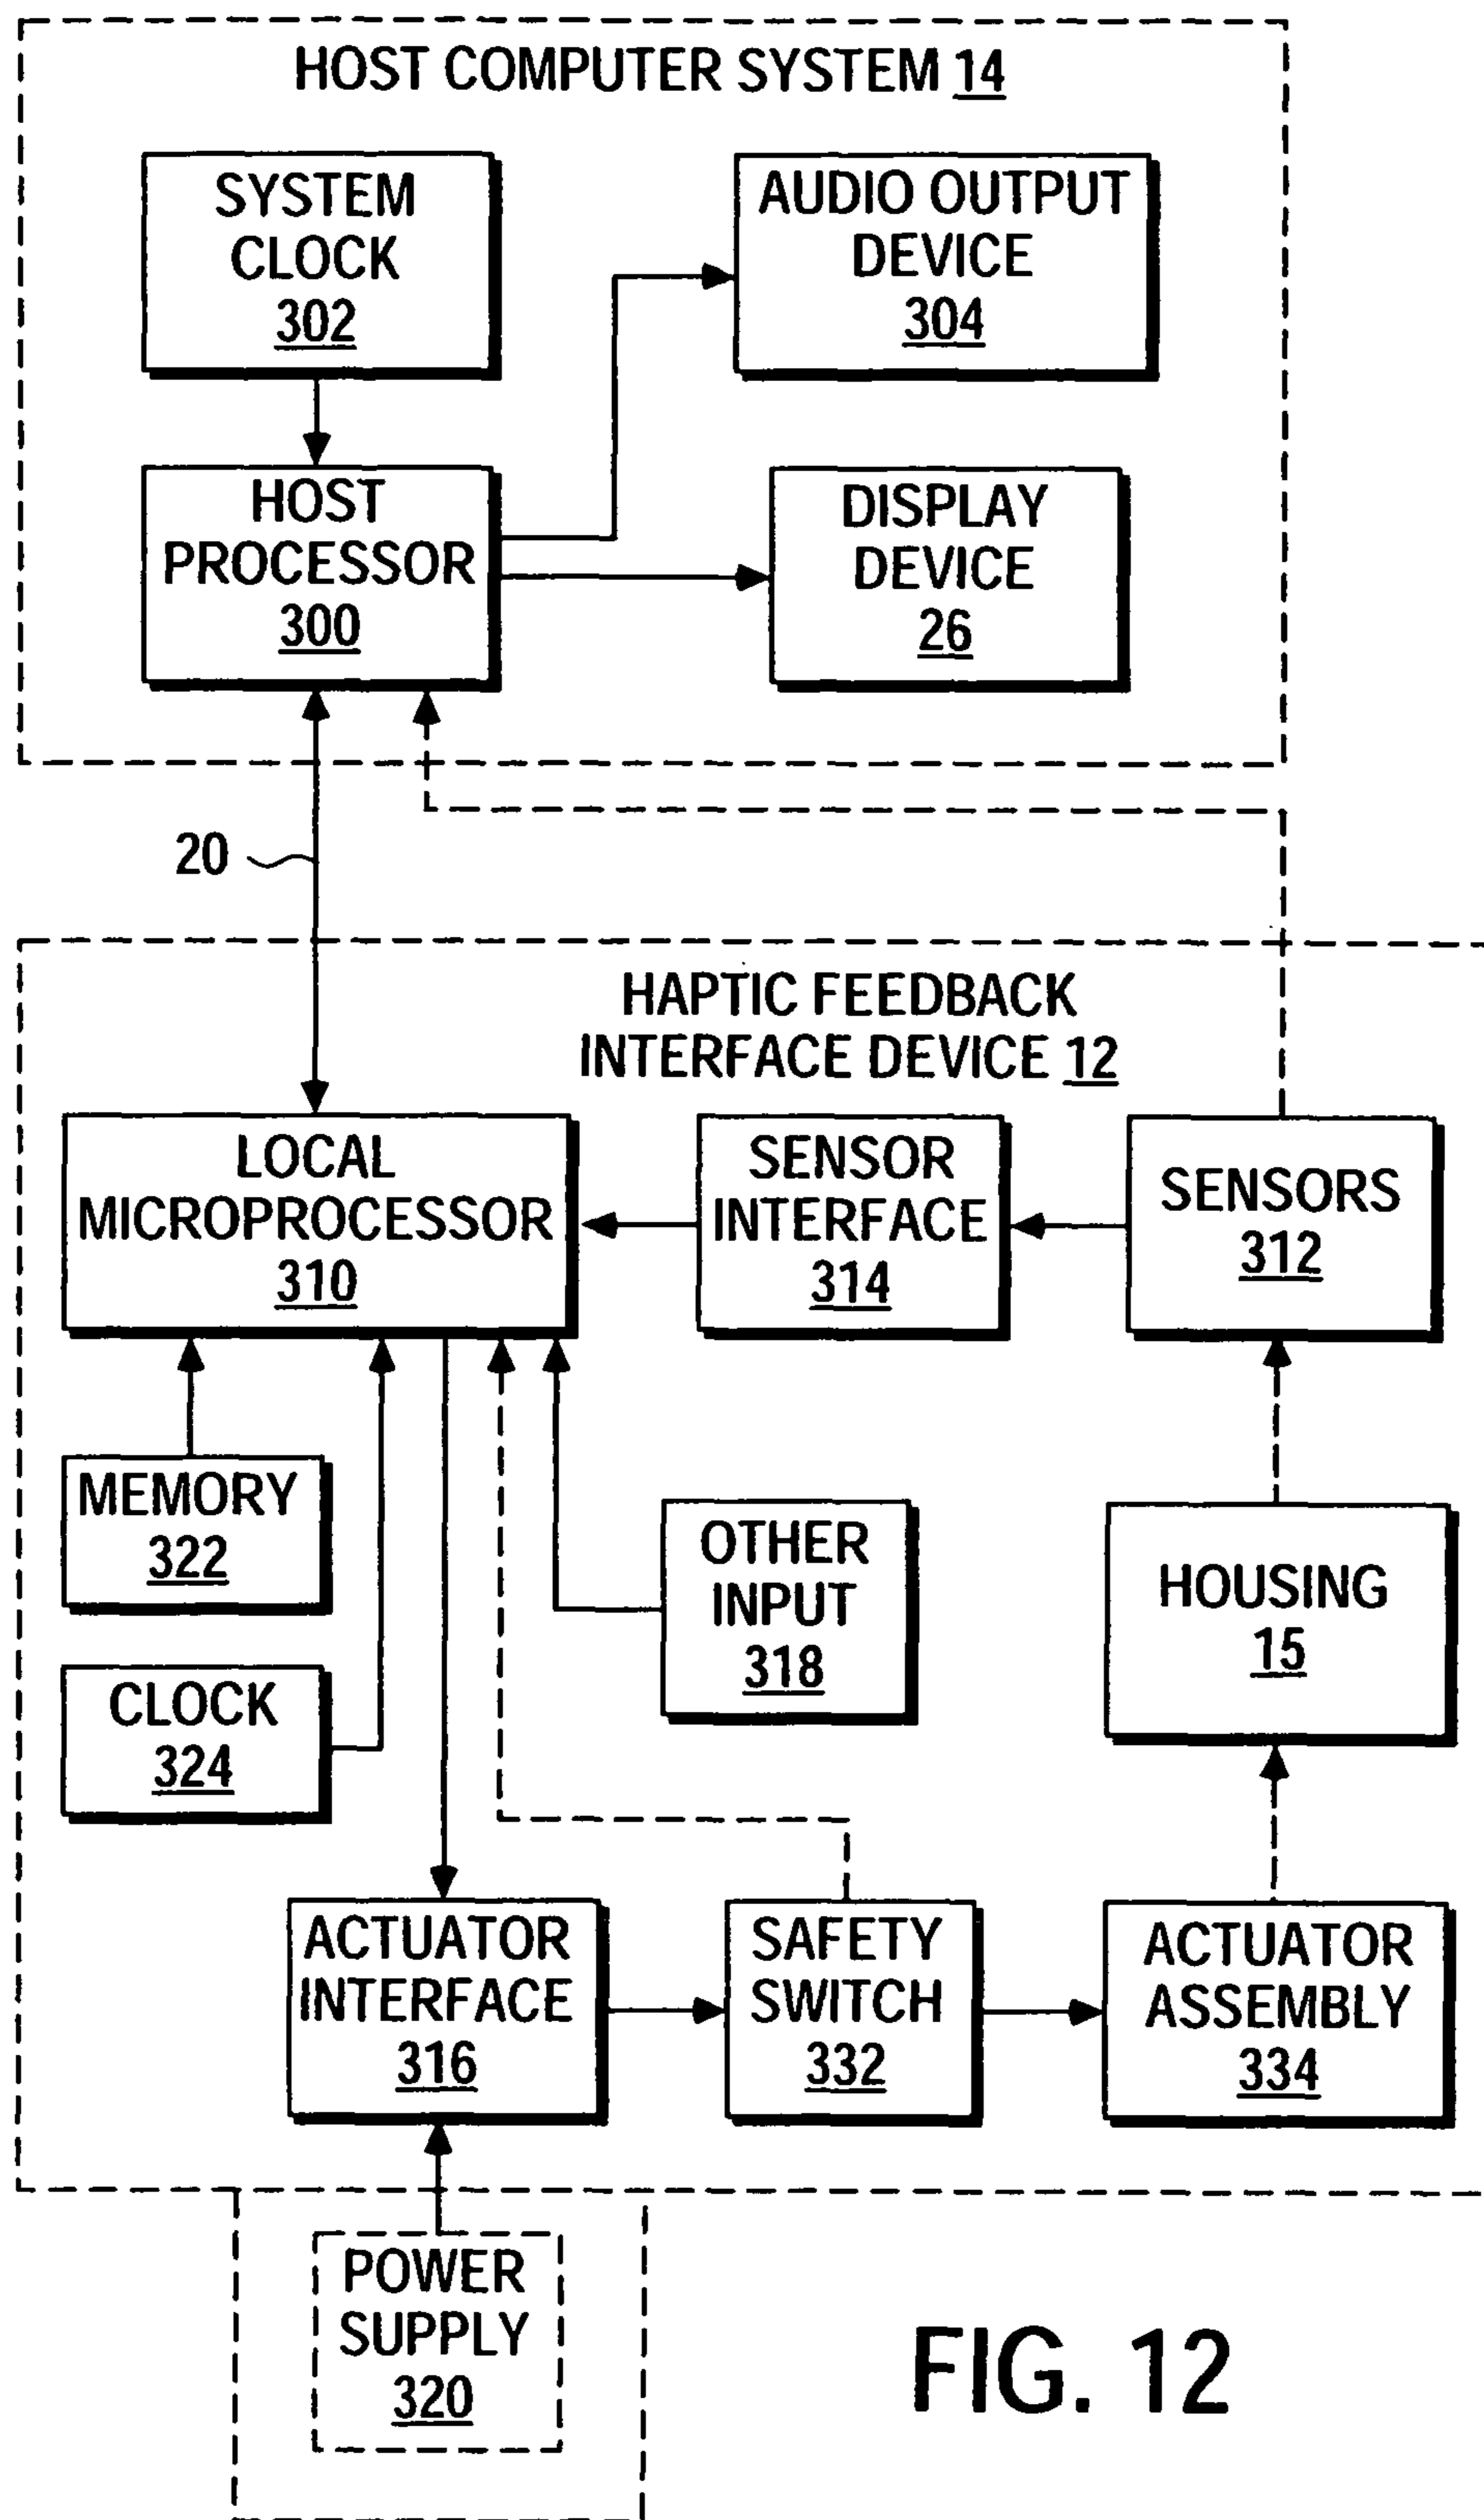 HOST COMPUTER SYSTEM 14
SYSTEM
CLOCK
302
AUDIO OUTPUT
DEVICE
304
HOST
PROCESSOR
300
DISPLAY
DEVICE
26
20
HAPTIC FEEDBACK
INTERFACE DEVICE 12
LOCAL
MICROPROCESSOR
310
SENSOR
INTERFACE
314
SENSORS
312
MEMORY
322
OTHER
INPUT
318
HOUSING
15
CLOCK
324
ACTUATOR
INTERFACE
316
SAFETY
SWITCH
332
ACTUATOR
ASSEMBLY
334
POWER
SUPPLY
320
FIG. 12